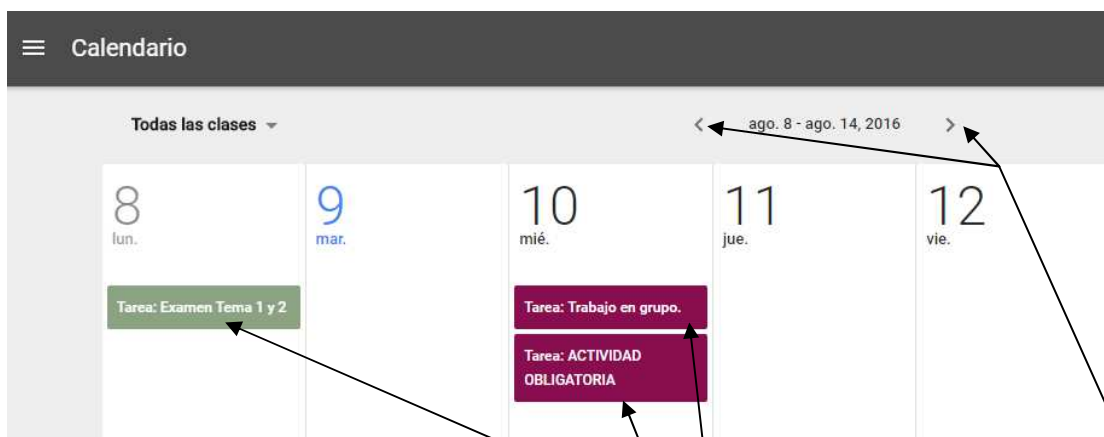 Calendario
Todas las clases
ago. 8 - ago. 14, 2016
8
lun.
9
mar.
10
mié.
11
jue.
12
vie.
Tarea: Examen Tema 1 y 2
Tarea: Trabajo en grupo.
Tarea: ACTIVIDAD
OBLIGATORIA